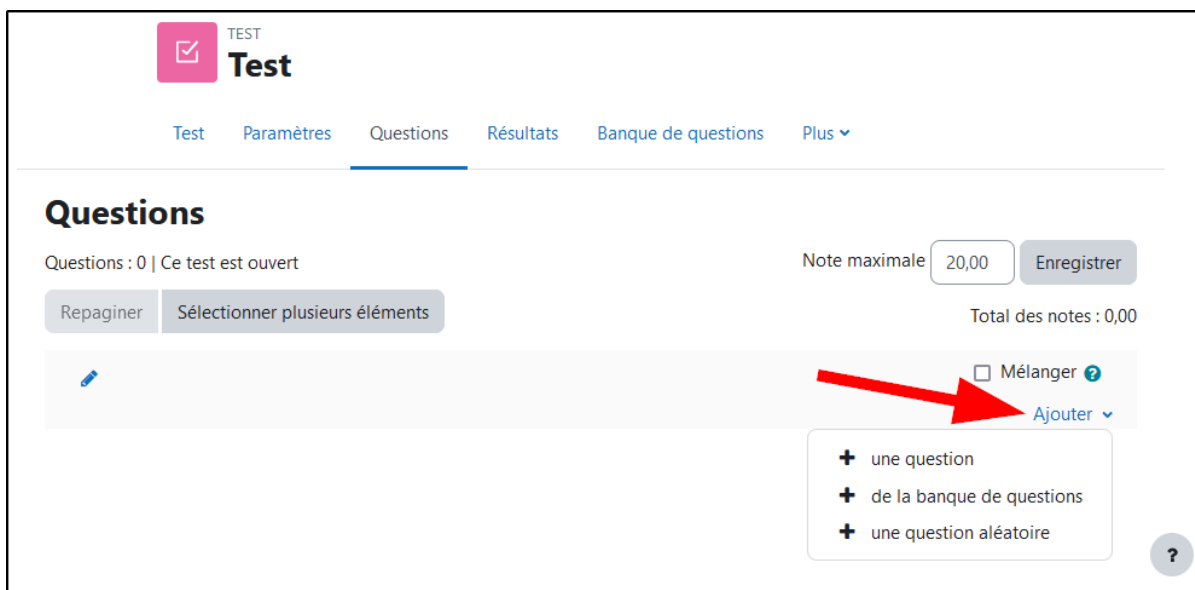 TEST
Test
Test Paramètres Questions Résultats Banque de questions Plus
Questions
Questions : 0 | Ce test est ouvert
Note maximale 20,00 Enregistrer
Repaginer Sélectionner plusieurs éléments
Total des notes : 0,00
Mélanger ?
Ajouter
+ une question
+ de la banque de questions
+ une question aléatoire
?